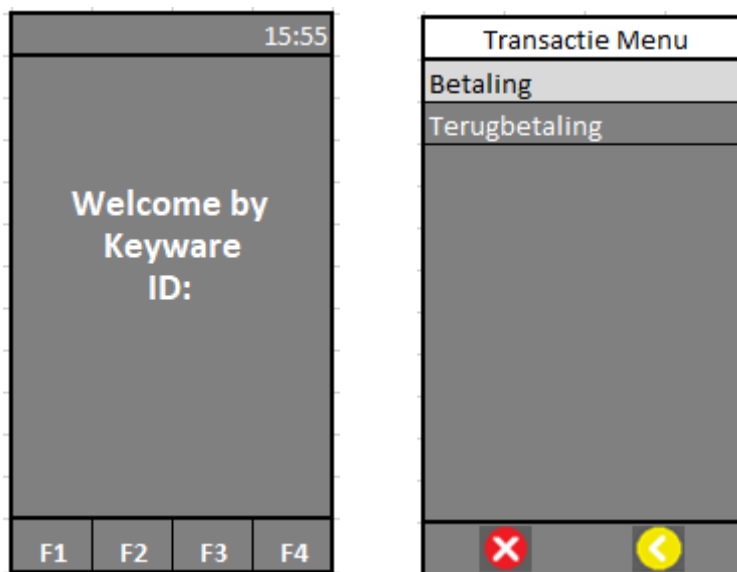 15:55
Welcome by
Keyware
ID:
F1 F2 F3 F4
Transactie Menu
Betaling
Terugbetaling